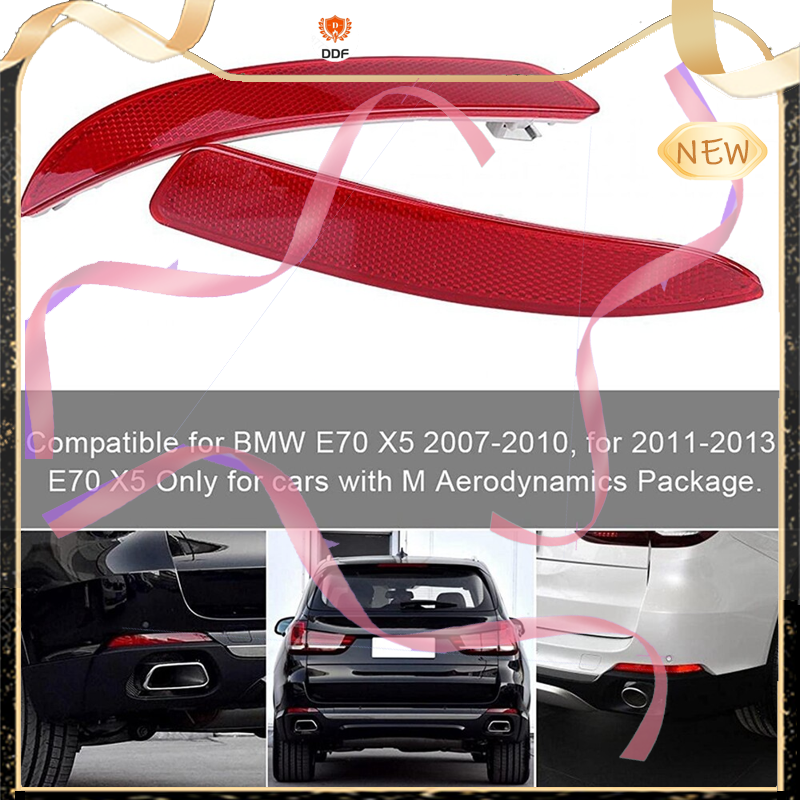 DDF
NEW
Compatible for BMW E70 X5 2007-2010, for 2011-2013
E70 X5 Only for cars with M Aerodynamics Package.